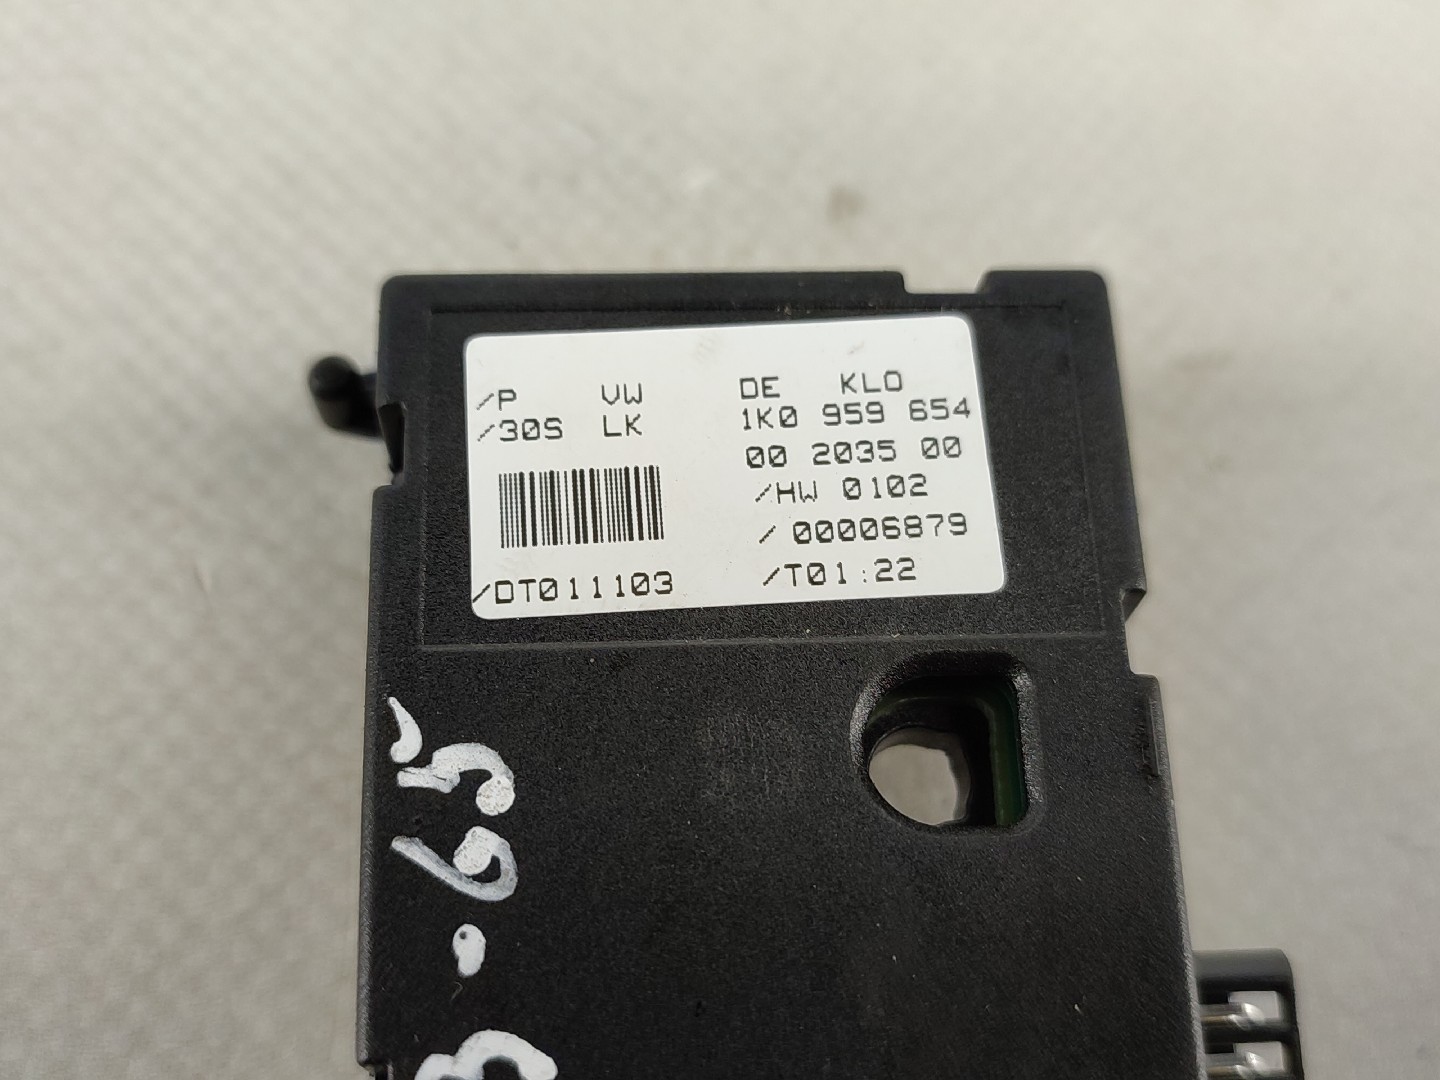 /P VW DE KLO
/30S LK 1K0 959 654
00 2035 00
/HW 0102
/00006879
/DT011103 /T01:22